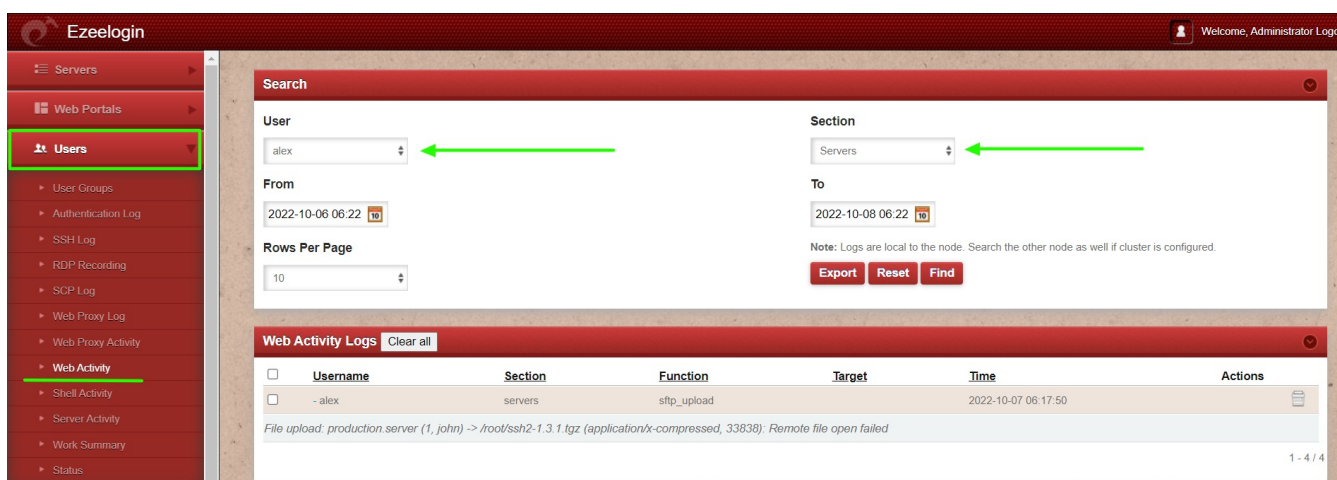 Ezeelogin
Welcome, Administrator
Servers
Web Portals
Users
User Groups
Authentication Log
SSH Log
RDP Recording
SCP Log
Web Proxy Log
Web Proxy Activity
Web Activity
Shell Activity
Server Activity
Work Summary
Status
Search
User
Section
alex
Servers
From
To
2022-10-06 06:22
2022-10-08 06:22
Rows Per Page
Note: Logs are local to the node. Search the other node as well if cluster is configured.
10
Export Reset Find
Web Activity Logs Clear all
Username Section Function Target Time Actions
- alex servers sftp_upload 2022-10-07 06:17:50
File upload: production.server (1, john) -> /root/ssh2-1.3.1.tgz (application/x-compressed, 33838): Remote file open failed
1 - 4 / 4